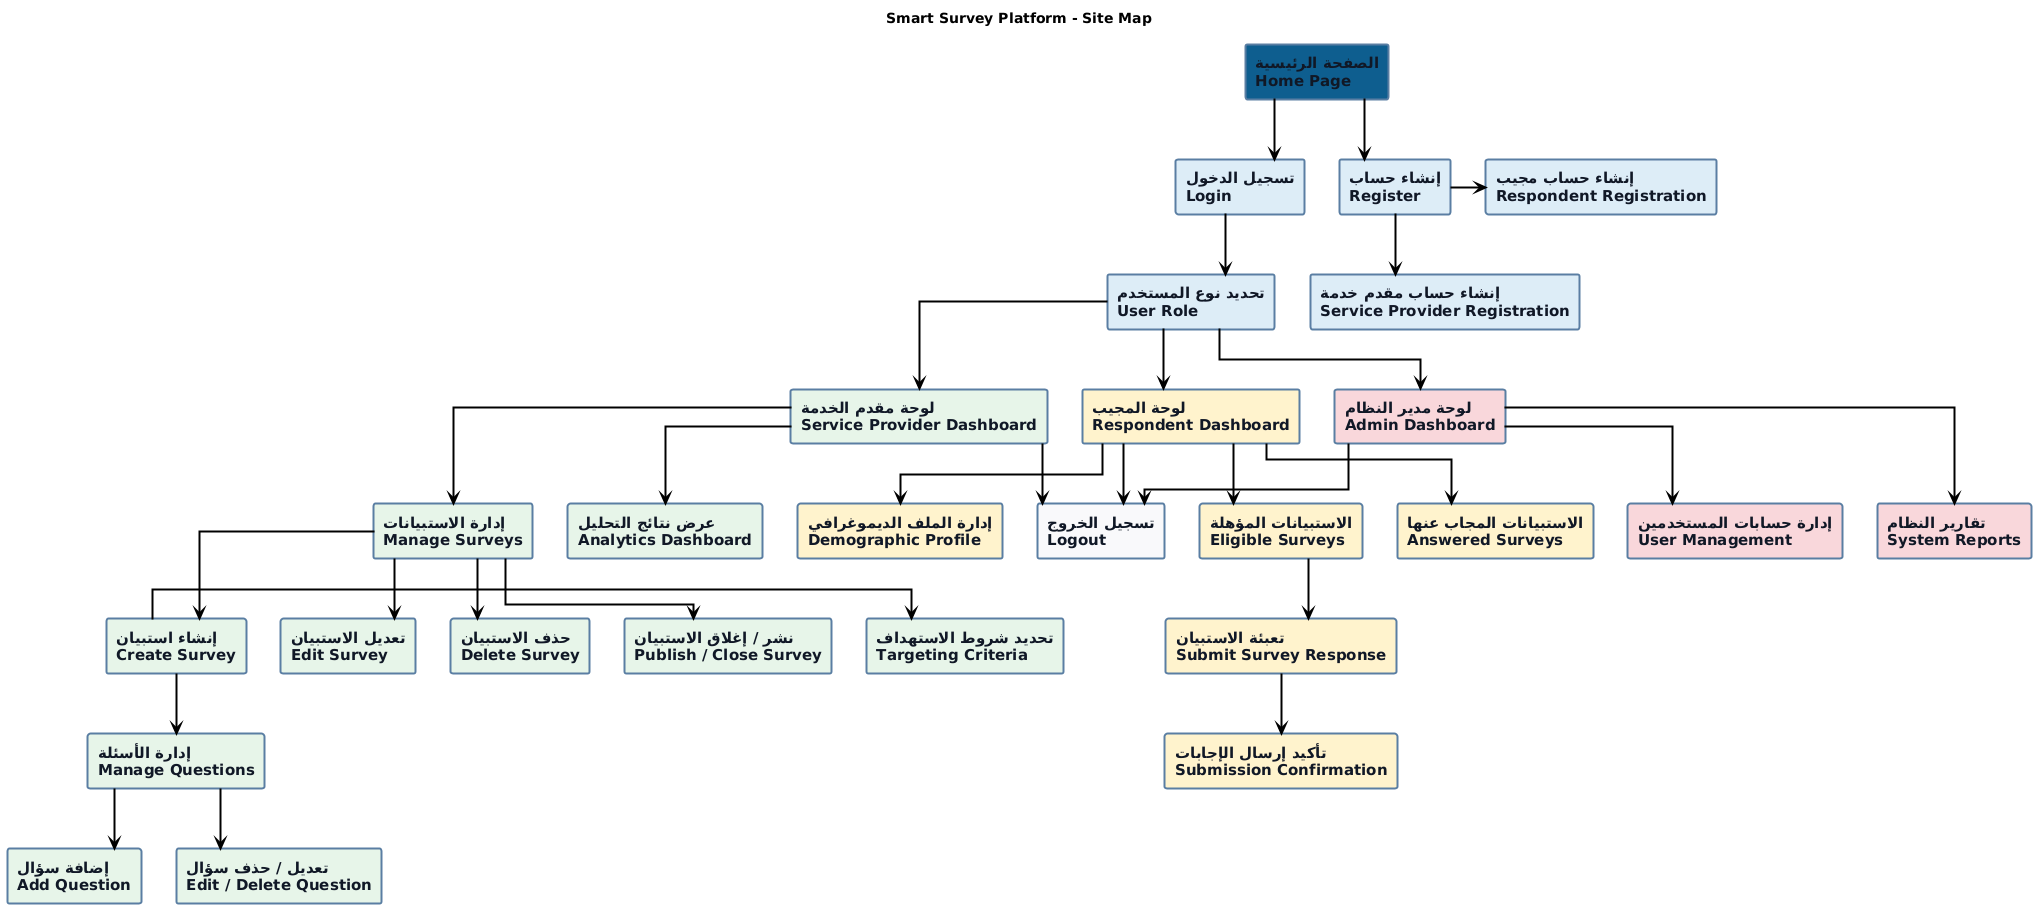 Smart Survey Platform - Site Map
الصفحة الرئيسية
Home Page
تسجيل الدخول
Login
إنشاء حساب
Register
إنشاء حساب مجيب
Respondent Registration
تحديد نوع المستخدم
User Role
إنشاء حساب مقدم خدمة
Service Provider Registration
لوحة مقدم الخدمة
Service Provider Dashboard
لوحة المجيب
Respondent Dashboard
لوحة مدير النظام
Admin Dashboard
إدارة الاستبيانات
Manage Surveys
عرض نتائج التحليل
Analytics Dashboard
إدارة الملف الديموغرافي
Demographic Profile
تسجيل الخروج
Logout
الاستبيانات المؤهلة
Eligible Surveys
الاستبيانات المجاب عنها
Answered Surveys
إدارة حسابات المستخدمين
User Management
تقارير النظام
System Reports
إنشاء استبيان
Create Survey
تعديل الاستبيان
Edit Survey
حذف الاستبيان
Delete Survey
نشر / إغلاق الاستبيان
Publish / Close Survey
تحديد شروط الاستهداف
Targeting Criteria
تعبئة الاستبيان
Submit Survey Response
إدارة الأسئلة
Manage Questions
تأكيد إرسال الإجابات
Submission Confirmation
إضافة سؤال
Add Question
تعديل / حذف سؤال
Edit / Delete Question